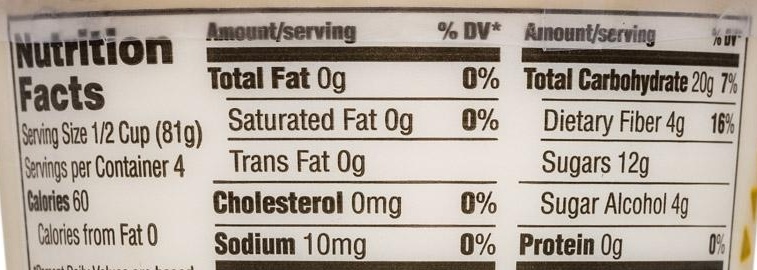 Nutrition
Facts
Serving Size 1/2 Cup (81g)
Servings per Container 4
Calories 60
Calories from Fat 0
Amount/serving % DV*
Total Fat 0g 0%
Saturated Fat 0g 0%
Trans Fat 0g
Cholesterol 0mg 0%
Sodium 10mg 0%
Amount/serving % DV*
Total Carbohydrate 20g 7%
Dietary Fiber 4g 16%
Sugars 12g
Sugar Alcohol 4g
Protein 0g 0%